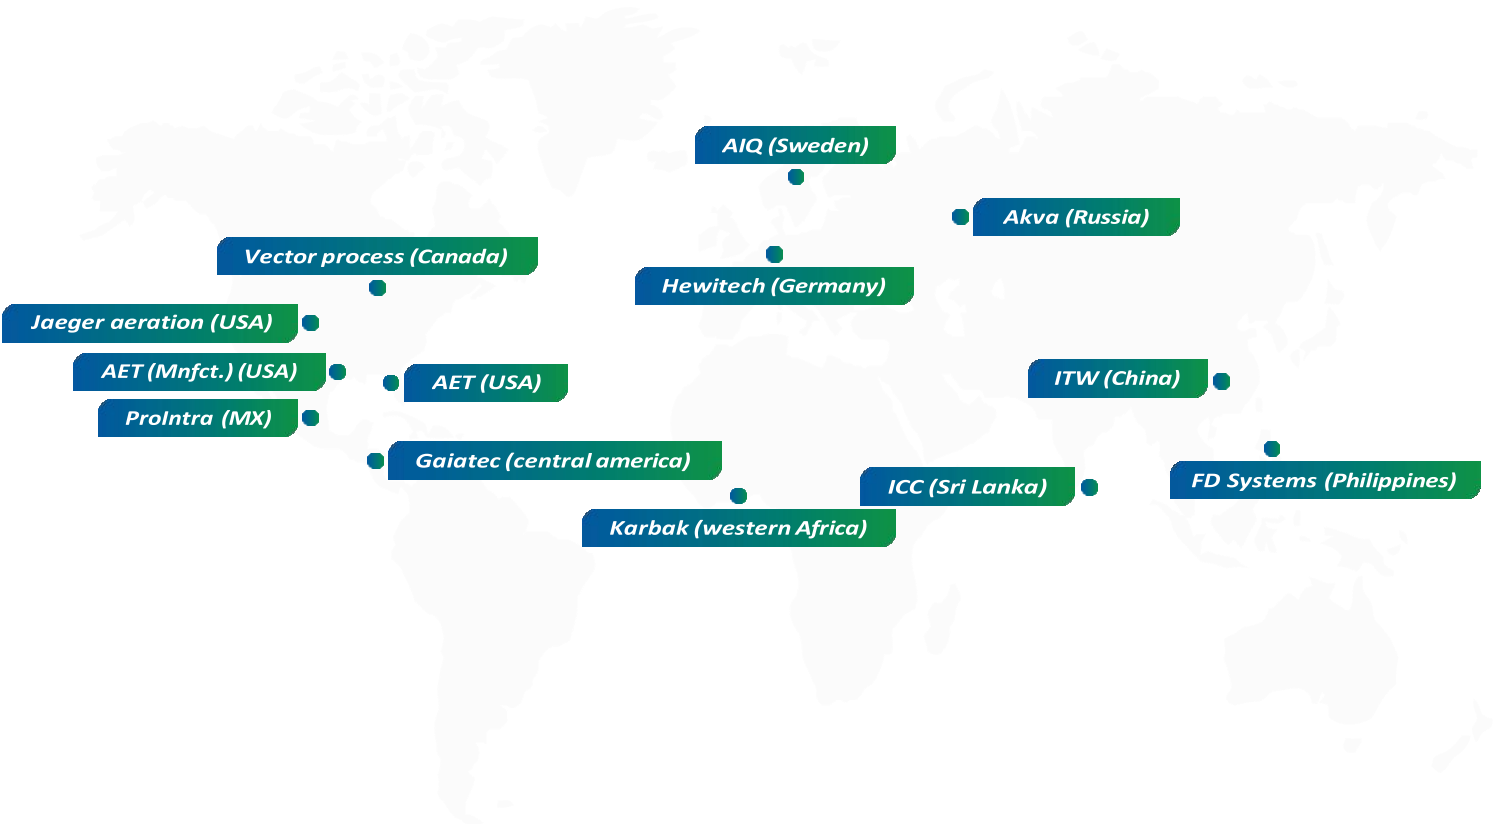 AIQ (Sweden)
Akva (Russia)
Vector process (Canada)
Hewitech (Germany)
Jaeger aeration (USA)
AET (Mnfct.) (USA)
AET (USA)
ITW (China)
ProIntra (MX)
Gaiatec (central america)
ICC (Sri Lanka)
FD Systems (Philippines)
Karbak (western Africa)